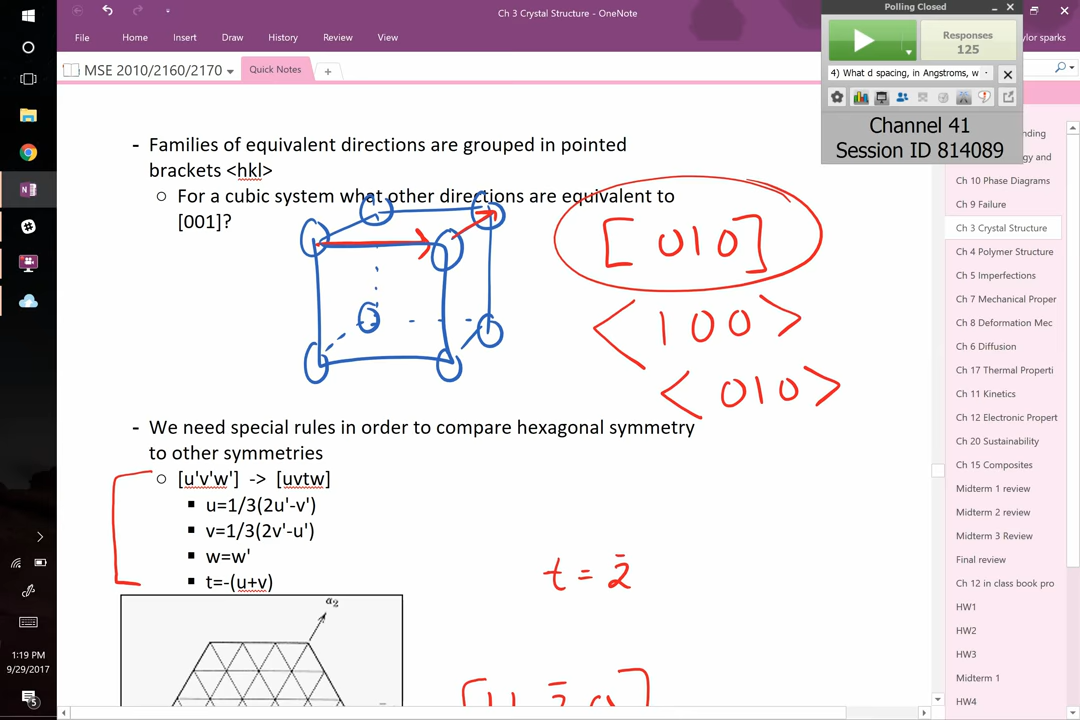 Ch 3 Crystal Structure - OneNote
Polling Closed
File Home Insert Draw History Review View
Responses
125
MSE 2010/2160/2170 Quick Notes
4) What d spacing, in Angstroms, w
Channel 41
Session ID 814089
- Families of equivalent directions are grouped in pointed
brackets <hkl>
For a cubic system what other directions are equivalent to
[001]?
[ 010 ]
< 100 >
< 010 >
- We need special rules in order to compare hexagonal symmetry
to other symmetries
[u'v'w'] -> [uvtw]
u=1/3(2u'-v')
v=1/3(2v'-u')
w=w'
t=-(u+v)
t = 2̄
a2
Ch 10 Phase Diagrams
Ch 9 Failure
Ch 3 Crystal Structure
Ch 4 Polymer Structure
Ch 5 Imperfections
Ch 7 Mechanical Proper
Ch 8 Deformation Mec
Ch 6 Diffusion
Ch 17 Thermal Properti
Ch 11 Kinetics
Ch 12 Electronic Propert
Ch 20 Sustainability
Ch 15 Composites
Midterm 1 review
Midterm 2 review
Midterm 3 Review
Final review
Ch 12 in class book pro
HW1
HW2
HW3
Midterm 1
HW4
1:19 PM
9/29/2017
5